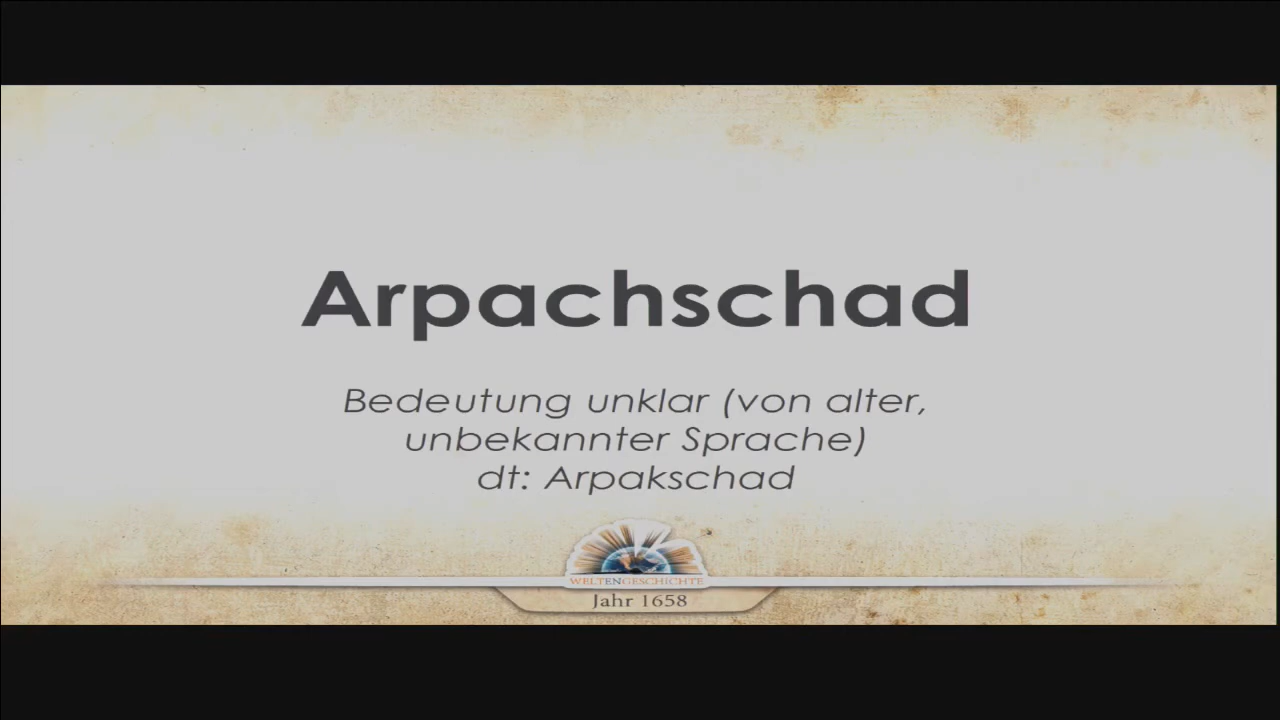 Arpachschad
Bedeutung unklar (von alter,
unbekannter Sprache)
dt: Arpakschad
WELTENGESCHICHTE
Jahr 1658